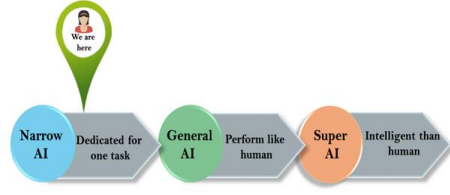 We are
here
Narrow
AI
Dedicated for
one task
General
AI
Perform like
human
Super
AI
Intelligent than
human